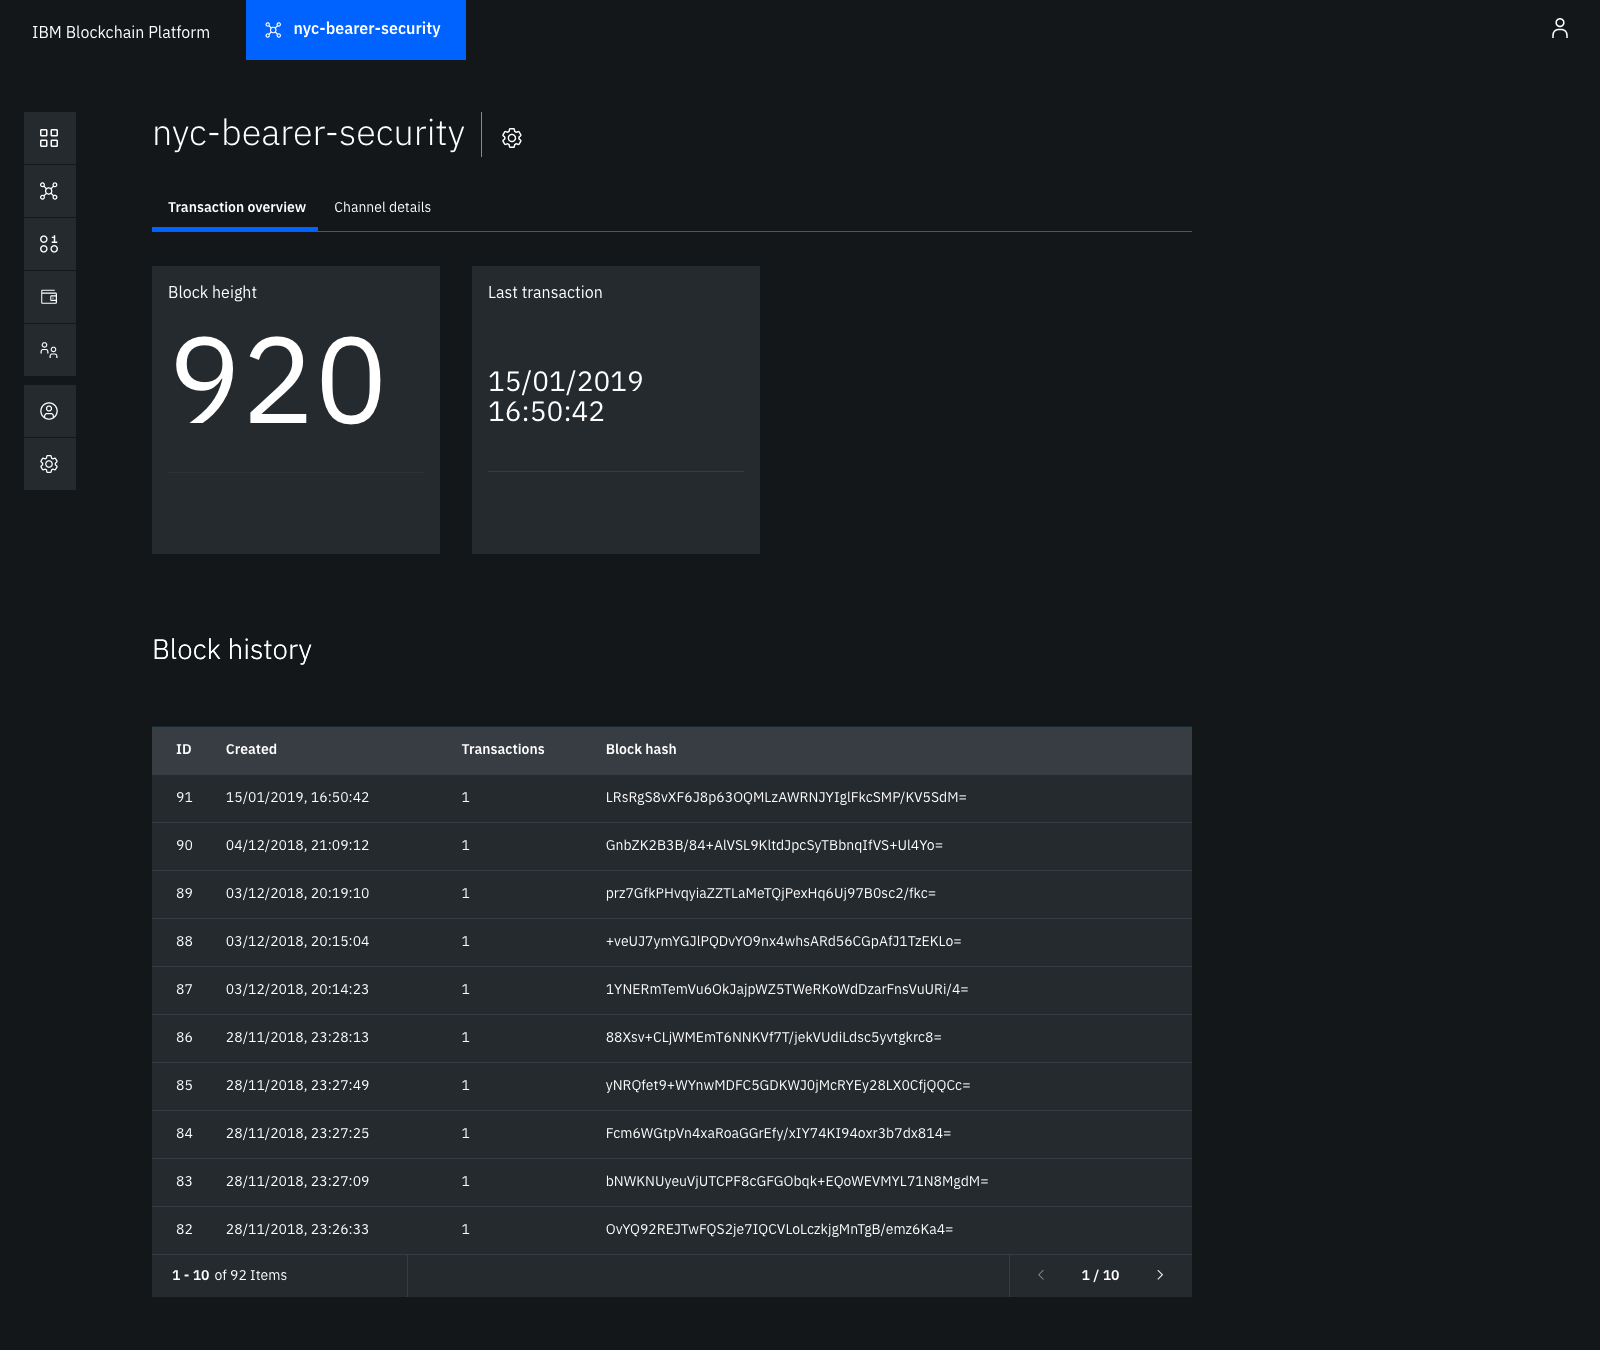 IBM Blockchain Platform
nyc-bearer-security
nyc-bearer-security
Transaction overview Channel details
Block height
920
Last transaction
15/01/2019
16:50:42
Block history
ID Created Transactions Block hash
91 15/01/2019, 16:50:42 1 LRsRgS8vXF6J8p63OQMLzAWRNJYIglFkcSMP/KV5SdM=
90 04/12/2018, 21:09:12 1 GnbZK2B3B/84+AlVSL9KltdJpcSyTBbnqIfVS+Ul4Yo=
89 03/12/2018, 20:19:10 1 prz7GfkPHvqyiaZZTLaMeTQjPexHq6Uj97B0sc2/fkc=
88 03/12/2018, 20:15:04 1 +veUJ7ymYGJlPQDvYO9nx4whsARd56CGpAfJ1TzEKLo=
87 03/12/2018, 20:14:23 1 1YNERmTemVu6OkJajpWZ5TWeRKoWdDzarFnsVuURi/4=
86 28/11/2018, 23:28:13 1 88Xsv+CLjWMEmT6NNKVf7T/jekVUdiLdsc5yvtgkrc8=
85 28/11/2018, 23:27:49 1 yNRQfet9+WYnwMDFC5GDKWJ0jMcRYEy28LX0CfjQQCc=
84 28/11/2018, 23:27:25 1 Fcm6WGtpVn4xaRoaGGrEfy/xIY74KI94oxr3b7dx814=
83 28/11/2018, 23:27:09 1 bNWKNUyeuVjUTCPF8cGFGObqk+EQoWEVMYL71N8MgdM=
82 28/11/2018, 23:26:33 1 OvYQ92REJTwFQS2je7IQCVLoLczkjgMnTgB/emz6Ka4=
1 - 10 of 92 Items 1 / 10